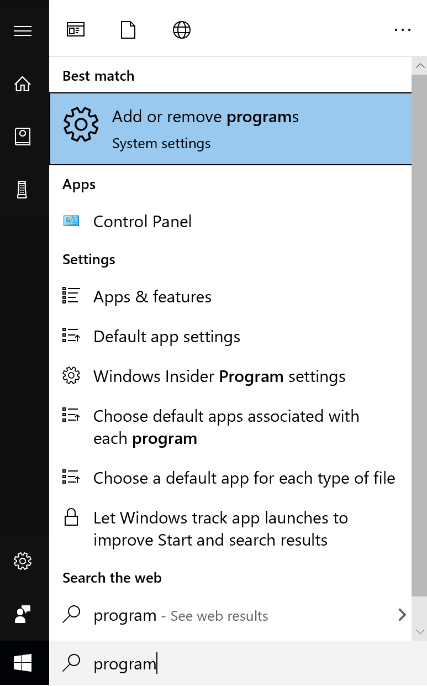 Best match
Add or remove programs
System settings
Apps
Control Panel
Settings
Apps & features
Default app settings
Windows Insider Program settings
Choose default apps associated with
each program
Choose a default app for each type of file
Let Windows track app launches to
improve Start and search results
Search the web
program - See web results
program